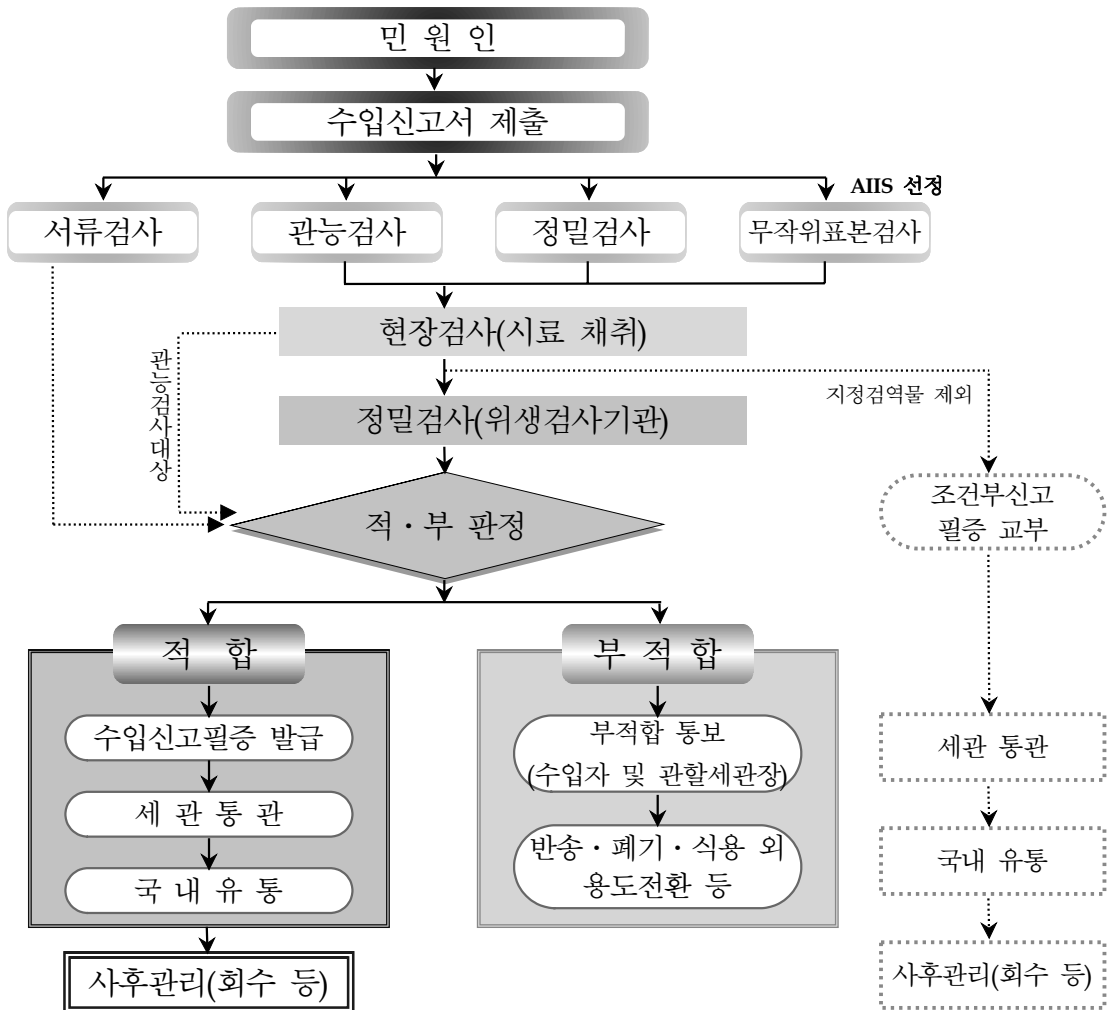 민 원 인
수입신고서 제출
AIIS 선정
서류검사
관능검사
정밀검사
무작위표본검사
현장검사(시료 채취)
관능검사대상
지정검역물 제외
정밀검사(위생검사기관)
조건부신고
필증 교부
적·부 판정
적 합
부 적 합
수입신고필증 발급
부적합 통보
(수입자 및 관할세관장)
세관 통관
세 관 통 관
반송·폐기·식용 외
용도전환 등
국내 유통
국 내 유 통
사후관리(회수 등)
사후관리(회수 등)